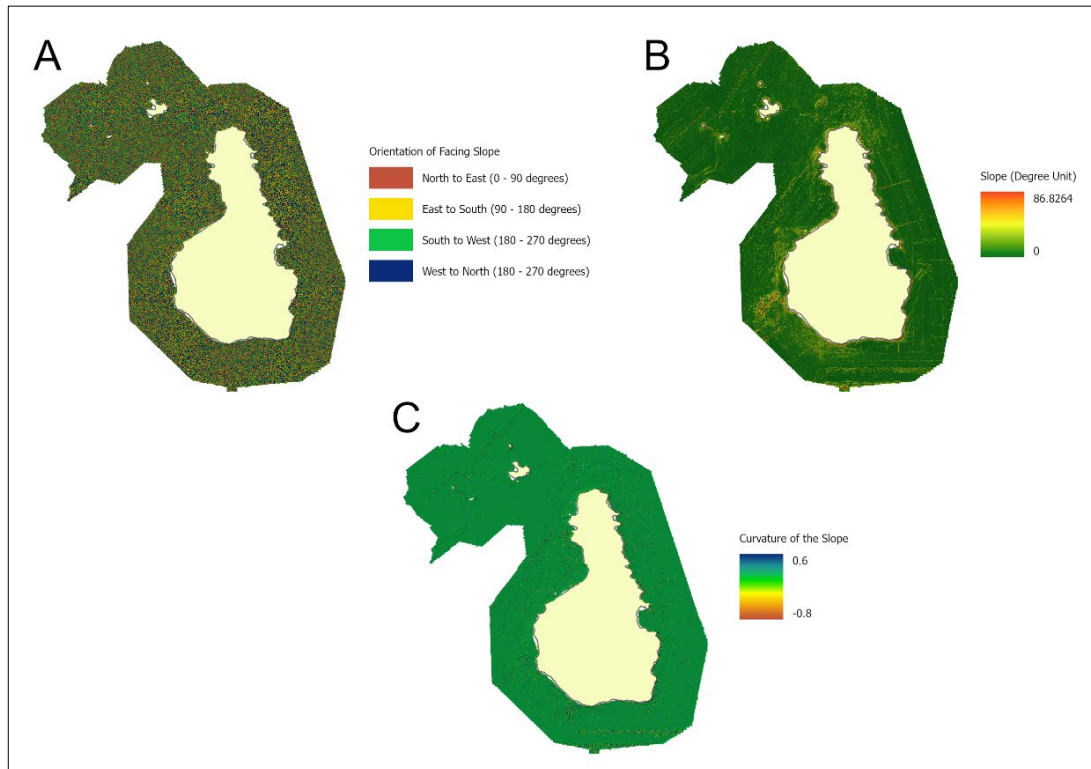 A
Orientation of Facing Slope
North to East (0 - 90 degrees)
East to South (90 - 180 degrees)
South to West (180 - 270 degrees)
West to North (180 - 270 degrees)
B
Slope (Degree Unit)
86.8264
0
C
Curvature of the Slope
0.6
-0.8